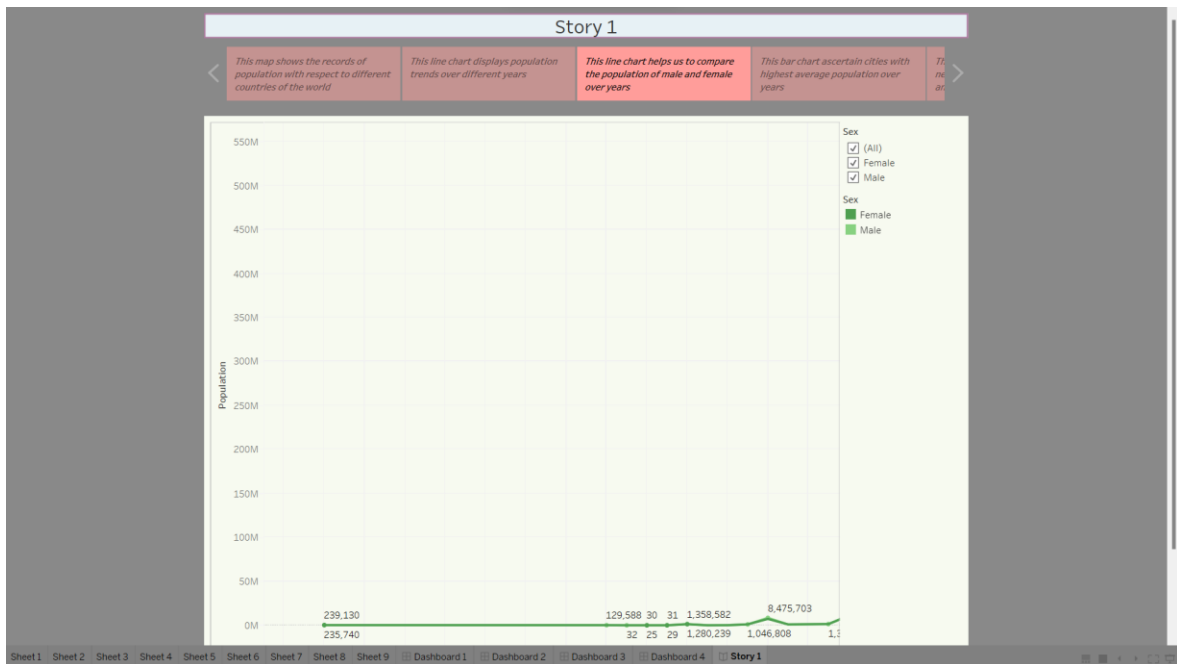 Story 1
This map shows the records of
population with respect to different
countries of the world
This line chart displays population
trends over different years
This line chart helps us to compare
the population of male and female
over years
This bar chart ascertain cities with
highest average population over
years
Sex
(All)
Female
Male
Sex
Female
Male
550M
500M
450M
400M
350M
300M
250M
200M
150M
100M
50M
0M
Population
239,130
129,588 30 31 1,358,582
8,475,703
235,740
32 25 29 1,280,239 1,046,808
Sheet 1 Sheet 2 Sheet 3 Sheet 4 Sheet 5 Sheet 6 Sheet 7 Sheet 8 Sheet 9 Dashboard 1 Dashboard 2 Dashboard 3 Dashboard 4 Story 1